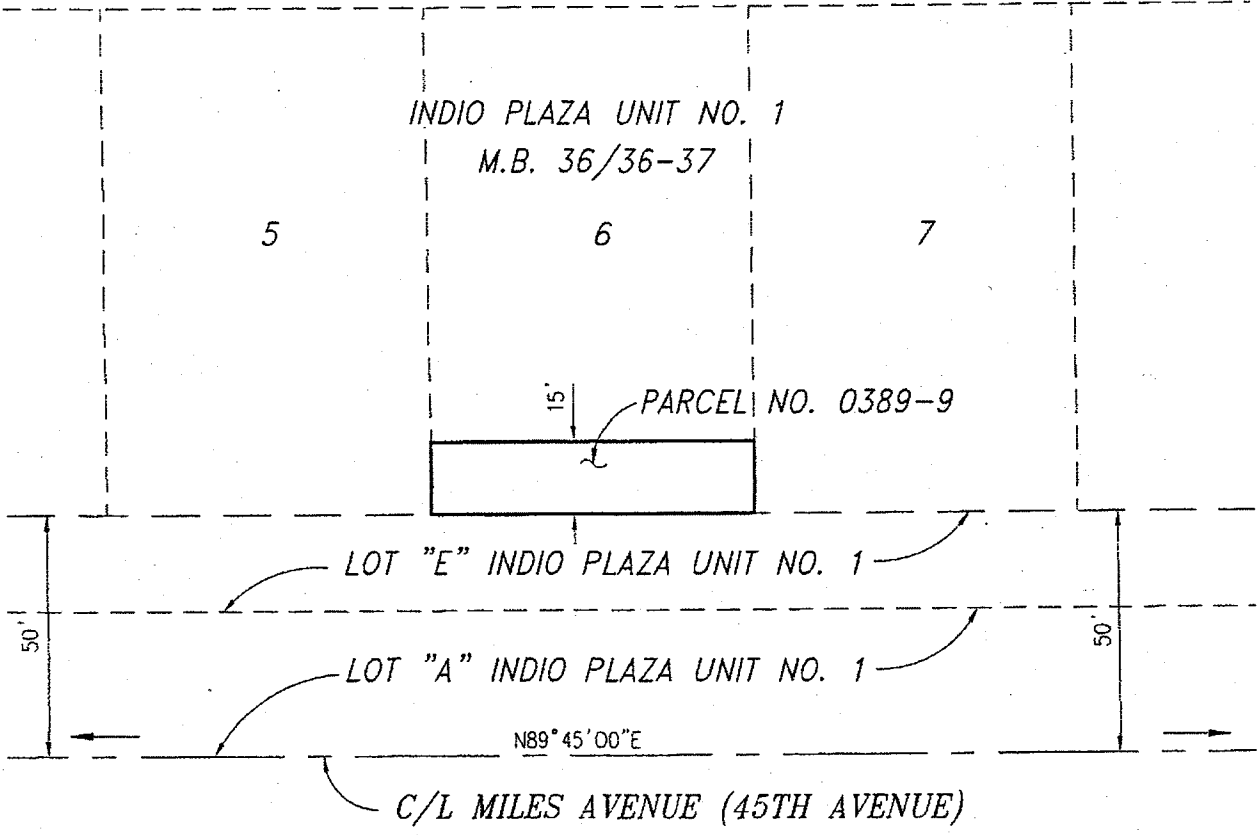 INDIO PLAZA UNIT NO. 1
M.B. 36/36-37
5
6
7
15'
PARCEL NO. 0389-9
LOT "E" INDIO PLAZA UNIT NO. 1
50'
50'
LOT "A" INDIO PLAZA UNIT NO. 1
N89°45'00"E
C/L MILES AVENUE (45TH AVENUE)